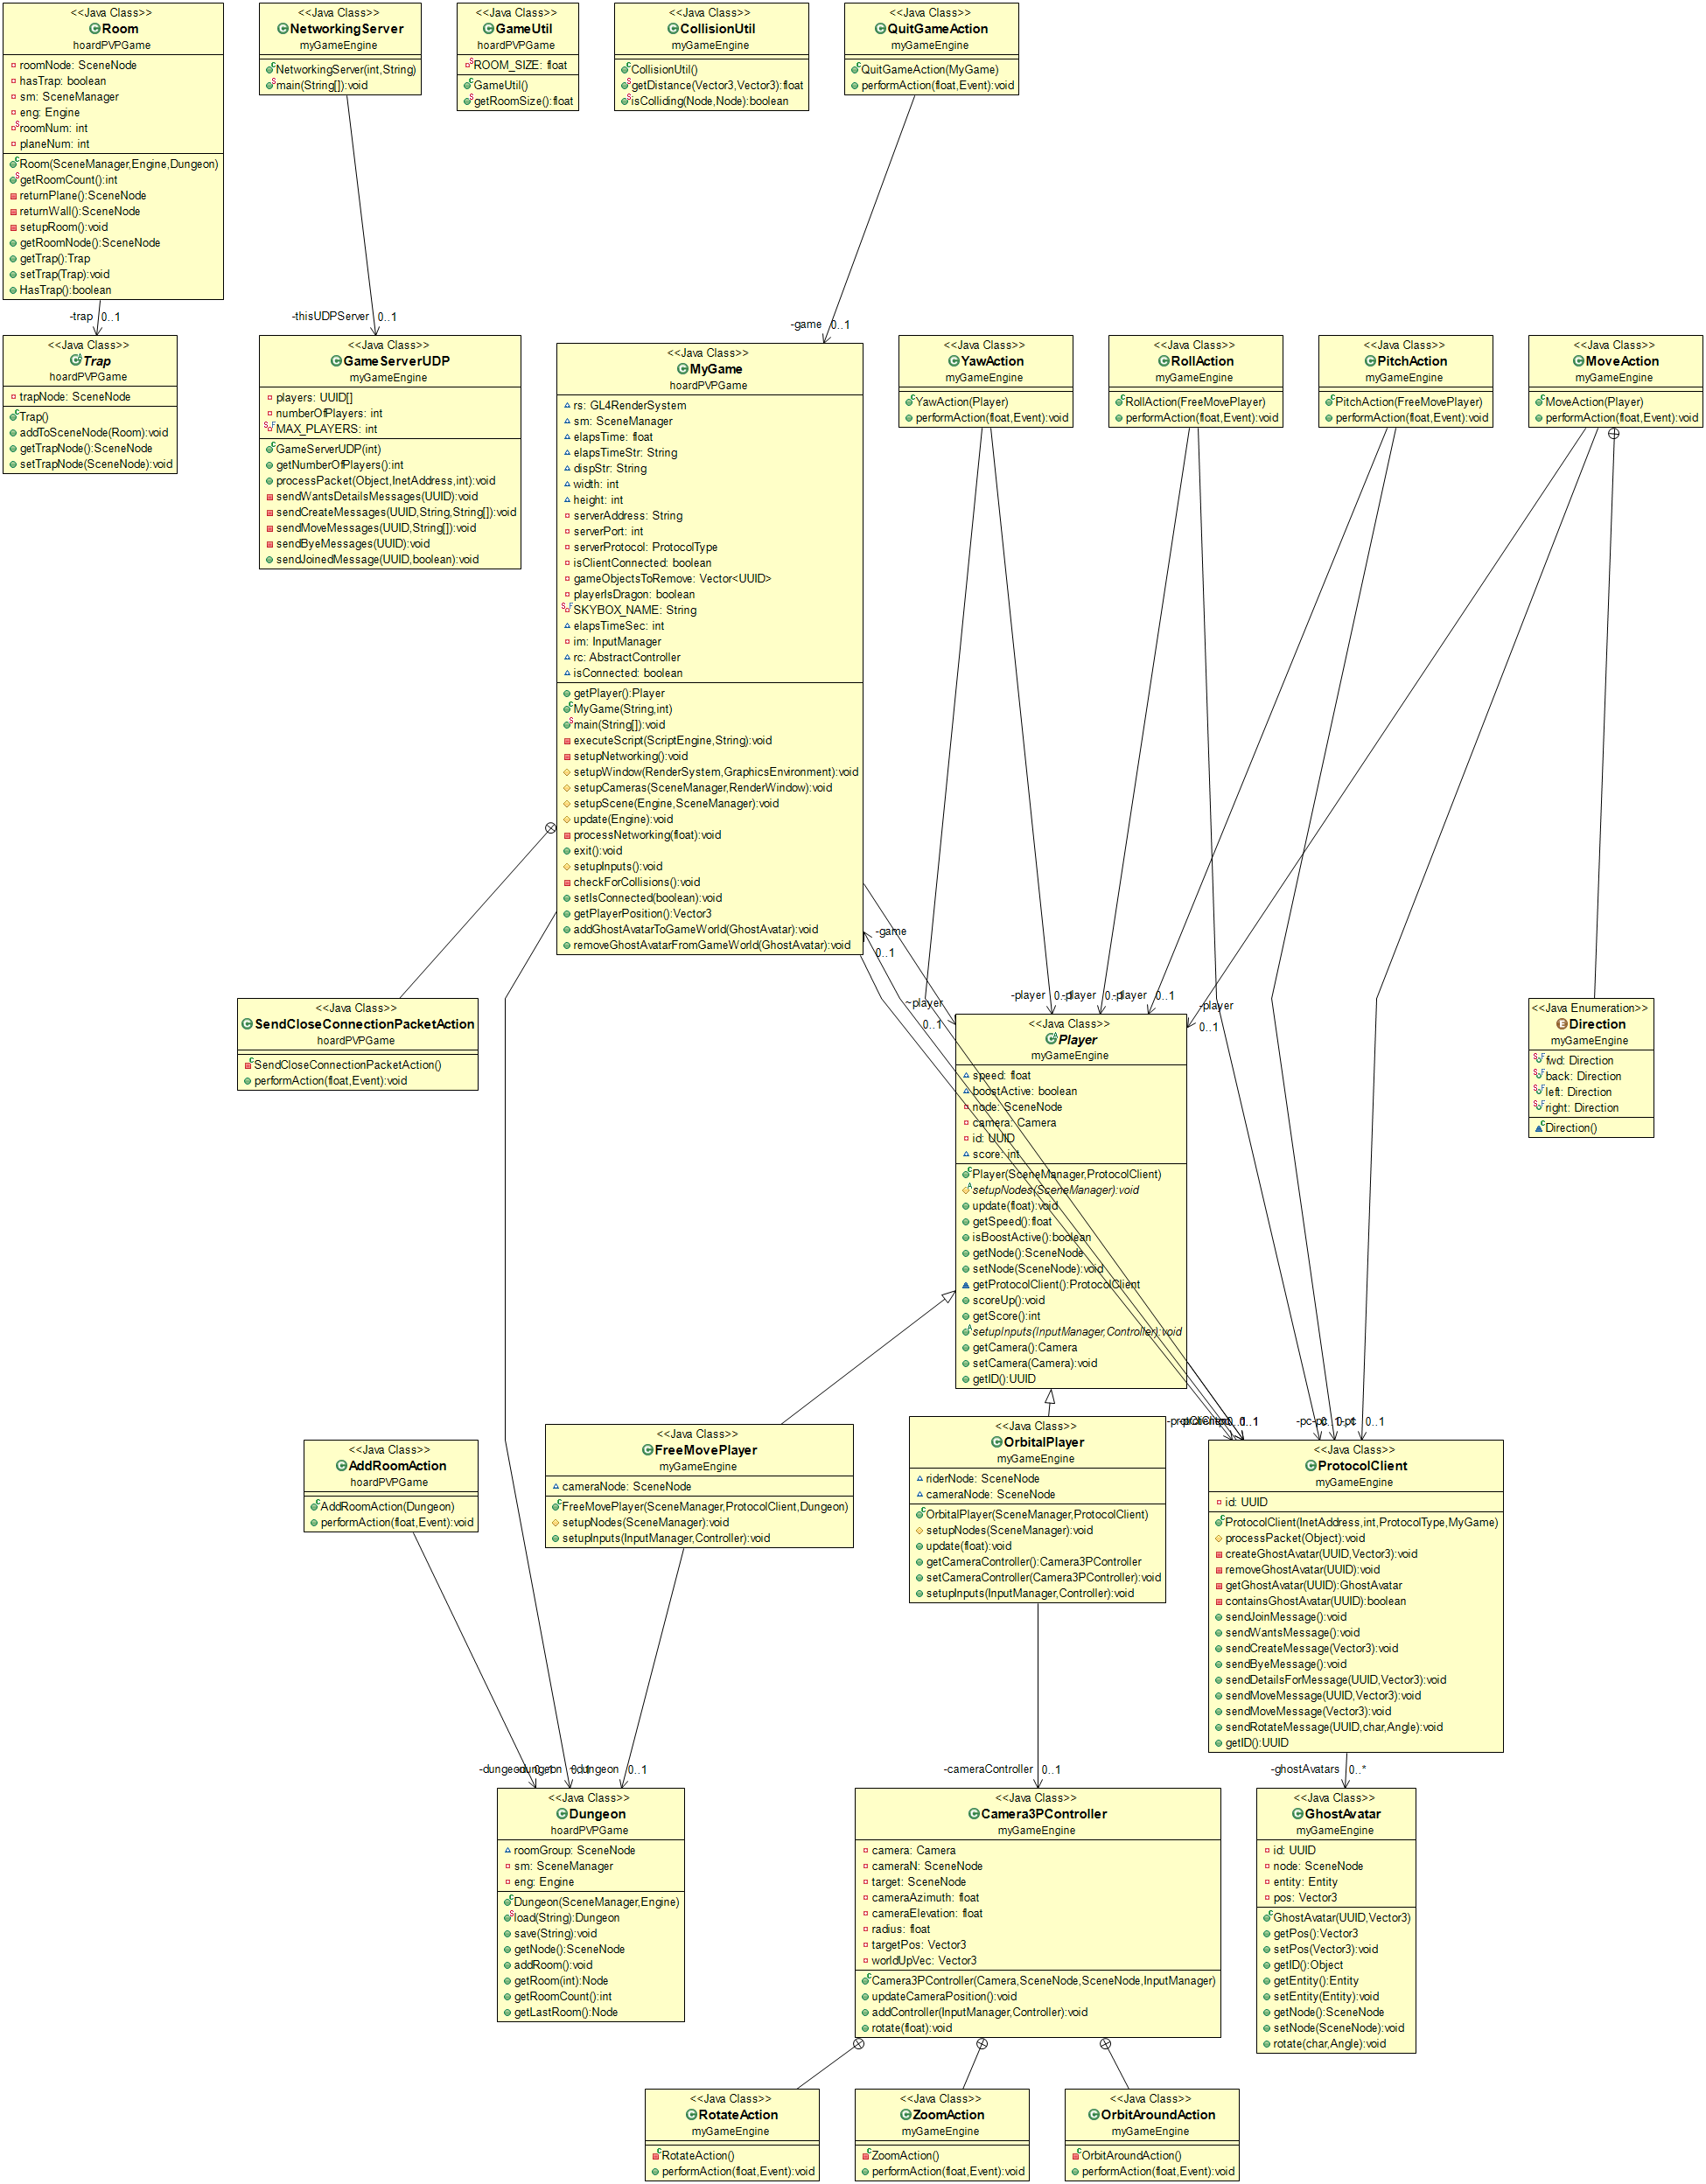 <<Java Class>>
Room
hoardPVPGame
roomNode: SceneNode
hasTrap: boolean
sm: SceneManager
eng: Engine
roomNum: int
planeNum: int
Room(SceneManager,Engine,Dungeon)
getRoomCount():int
returnPlane():SceneNode
returnWall():SceneNode
setupRoom():void
getRoomNode():SceneNode
getTrap():Trap
setTrap(Trap):void
HasTrap():boolean
<<Java Class>>
NetworkingServer
myGameEngine
NetworkingServer(int,String)
main(String[]):void
<<Java Class>>
GameUtil
hoardPVPGame
ROOM_SIZE: float
GameUtil()
getRoomSize():float
<<Java Class>>
CollisionUtil
myGameEngine
CollisionUtil()
getDistance(Vector3,Vector3):float
isColliding(Node,Node):boolean
<<Java Class>>
QuitGameAction
myGameEngine
QuitGameAction(MyGame)
performAction(float,Event):void
-trap 0..1
-thisUDPServer 0..1
-game 0..1
<<Java Class>>
Trap
hoardPVPGame
trapNode: SceneNode
Trap()
addToSceneNode(Room):void
getTrapNode():SceneNode
setTrapNode(SceneNode):void
<<Java Class>>
GameServerUDP
myGameEngine
players: UUID[]
numberOfPlayers: int
MAX_PLAYERS: int
GameServerUDP(int)
getNumberOfPlayers():int
processPacket(Object,InetAddress,int):void
sendWantsDetailsMessages(UUID):void
sendCreateMessages(UUID,String,String[]):void
sendMoveMessages(UUID,String[]):void
sendByeMessages(UUID):void
sendJoinedMessage(UUID,boolean):void
<<Java Class>>
MyGame
hoardPVPGame
rs: GL4RenderSystem
sm: SceneManager
elapsTime: float
elapsTimeStr: String
dispStr: String
width: int
height: int
serverAddress: String
serverPort: int
serverProtocol: ProtocolType
isClientConnected: boolean
gameObjectsToRemove: Vector<UUID>
playerIsDragon: boolean
SKYBOX_NAME: String
elapsTimeSec: int
im: InputManager
rc: AbstractController
isConnected: boolean
getPlayer():Player
MyGame(String,int)
main(String[]):void
executeScript(ScriptEngine,String):void
setupNetworking():void
setupWindow(RenderSystem,GraphicsEnvironment):void
setupCameras(SceneManager,RenderWindow):void
setupScene(Engine,SceneManager):void
update(Engine):void
processNetworking(float):void
exit():void
setupInputs():void
checkForCollisions():void
setIsConnected(boolean):void
getPlayerPosition():Vector3
addGhostAvatarToGameWorld(GhostAvatar):void
removeGhostAvatarFromGameWorld(GhostAvatar):void
<<Java Class>>
YawAction
myGameEngine
YawAction(Player)
performAction(float,Event):void
<<Java Class>>
RollAction
myGameEngine
RollAction(FreeMovePlayer)
performAction(float,Event):void
<<Java Class>>
PitchAction
myGameEngine
PitchAction(FreeMovePlayer)
performAction(float,Event):void
<<Java Class>>
MoveAction
myGameEngine
MoveAction(Player)
performAction(float,Event):void
-game
0..1
~player
0..1
-player
-player
-player 0..1
-player
0..1
<<Java Class>>
SendCloseConnectionPacketAction
hoardPVPGame
SendCloseConnectionPacketAction()
performAction(float,Event):void
<<Java Class>>
Player
myGameEngine
speed: float
boostActive: boolean
node: SceneNode
camera: Camera
id: UUID
score: int
Player(SceneManager,ProtocolClient)
setupNodes(SceneManager):void
update(float):void
getSpeed():float
isBoostActive():boolean
getNode():SceneNode
setNode(SceneNode):void
getProtocolClient():ProtocolClient
scoreUp():void
getScore():int
setupInputs(InputManager,Controller):void
getCamera():Camera
setCamera(Camera):void
getID():UUID
<<Java Enumeration>>
Direction
myGameEngine
fwd: Direction
back: Direction
left: Direction
right: Direction
Direction()
-pc 0..1
<<Java Class>>
AddRoomAction
hoardPVPGame
AddRoomAction(Dungeon)
performAction(float,Event):void
<<Java Class>>
FreeMovePlayer
myGameEngine
cameraNode: SceneNode
FreeMovePlayer(SceneManager,ProtocolClient,Dungeon)
setupNodes(SceneManager):void
setupInputs(InputManager,Controller):void
<<Java Class>>
OrbitalPlayer
myGameEngine
riderNode: SceneNode
cameraNode: SceneNode
OrbitalPlayer(SceneManager,ProtocolClient)
setupNodes(SceneManager):void
update(float):void
getCameraController():Camera3PController
setCameraController(Camera3PController):void
setupInputs(InputManager,Controller):void
<<Java Class>>
ProtocolClient
myGameEngine
id: UUID
ProtocolClient(InetAddress,int,ProtocolType,MyGame)
processPacket(Object):void
createGhostAvatar(UUID,Vector3):void
removeGhostAvatar(UUID):void
getGhostAvatar(UUID):GhostAvatar
containsGhostAvatar(UUID):boolean
sendJoinMessage():void
sendWantsMessage():void
sendCreateMessage(Vector3):void
sendByeMessage():void
sendDetailsForMessage(UUID,Vector3):void
sendMoveMessage(UUID,Vector3):void
sendMoveMessage(Vector3):void
sendRotateMessage(UUID,char,Angle):void
getID():UUID
-dungeon 0..1
-cameraController 0..1
-ghostAvatars 0..*
<<Java Class>>
Dungeon
hoardPVPGame
roomGroup: SceneNode
sm: SceneManager
eng: Engine
Dungeon(SceneManager,Engine)
load(String):Dungeon
save(String):void
getNode():SceneNode
addRoom():void
getRoom(int):Node
getRoomCount():int
getLastRoom():Node
<<Java Class>>
Camera3PController
myGameEngine
camera: Camera
cameraN: SceneNode
target: SceneNode
cameraAzimuth: float
cameraElevation: float
radius: float
targetPos: Vector3
worldUpVec: Vector3
Camera3PController(Camera,SceneNode,SceneNode,InputManager)
updateCameraPosition():void
addController(InputManager,Controller):void
rotate(float):void
<<Java Class>>
GhostAvatar
myGameEngine
id: UUID
node: SceneNode
entity: Entity
pos: Vector3
GhostAvatar(UUID,Vector3)
getPos():Vector3
setPos(Vector3):void
getID():Object
getEntity():Entity
setEntity(Entity):void
getNode():SceneNode
setNode(SceneNode):void
rotate(char,Angle):void
<<Java Class>>
RotateAction
myGameEngine
RotateAction()
performAction(float,Event):void
<<Java Class>>
ZoomAction
myGameEngine
ZoomAction()
performAction(float,Event):void
<<Java Class>>
OrbitAroundAction
myGameEngine
OrbitAroundAction()
performAction(float,Event):void